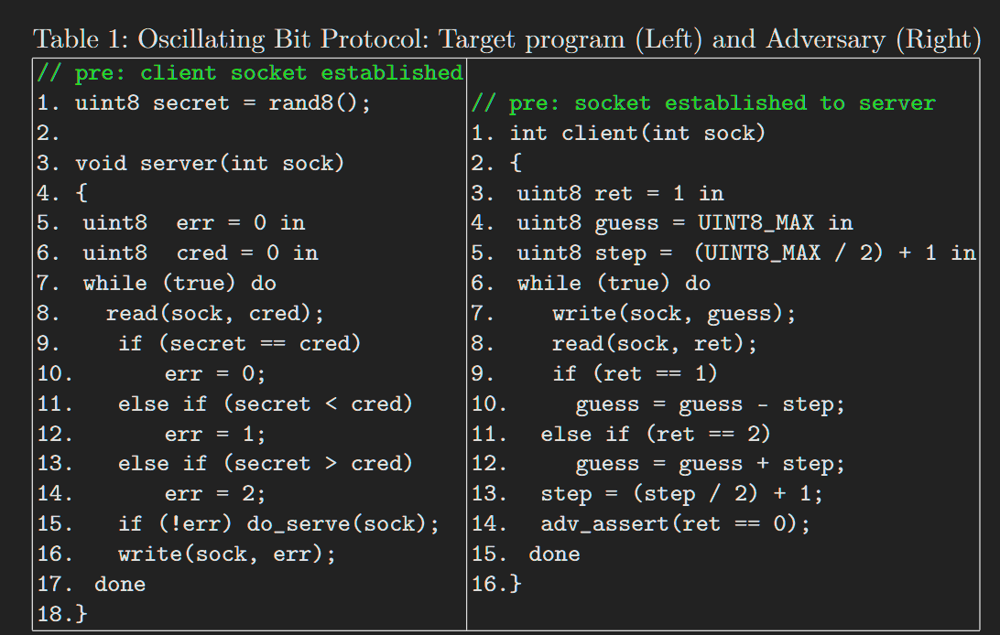 Table 1: Oscillating Bit Protocol: Target program (Left) and Adversary (Right)
// pre: client socket established
1. uint8 secret = rand8();
2.
3. void server(int sock)
4. {
5.  uint8  err = 0 in
6.  uint8  cred = 0 in
7.  while (true) do
8.    read(sock, cred);
9.     if (secret == cred)
10.        err = 0;
11.    else if (secret < cred)
12.        err = 1;
13.    else if (secret > cred)
14.        err = 2;
15.    if (!err) do_serve(sock);
16.    write(sock, err);
17.  done
18.}
// pre: socket established to server
1. int client(int sock)
2. {
3.  uint8 ret = 1 in
4.  uint8 guess = UINT8_MAX in
5.  uint8 step =  (UINT8_MAX / 2) + 1 in
6.  while (true) do
7.     write(sock, guess);
8.     read(sock, ret);
9.     if (ret == 1)
10.      guess = guess - step;
11.   else if (ret == 2)
12.      guess = guess + step;
13.   step = (step / 2) + 1;
14.   adv_assert(ret == 0);
15.  done
16.}